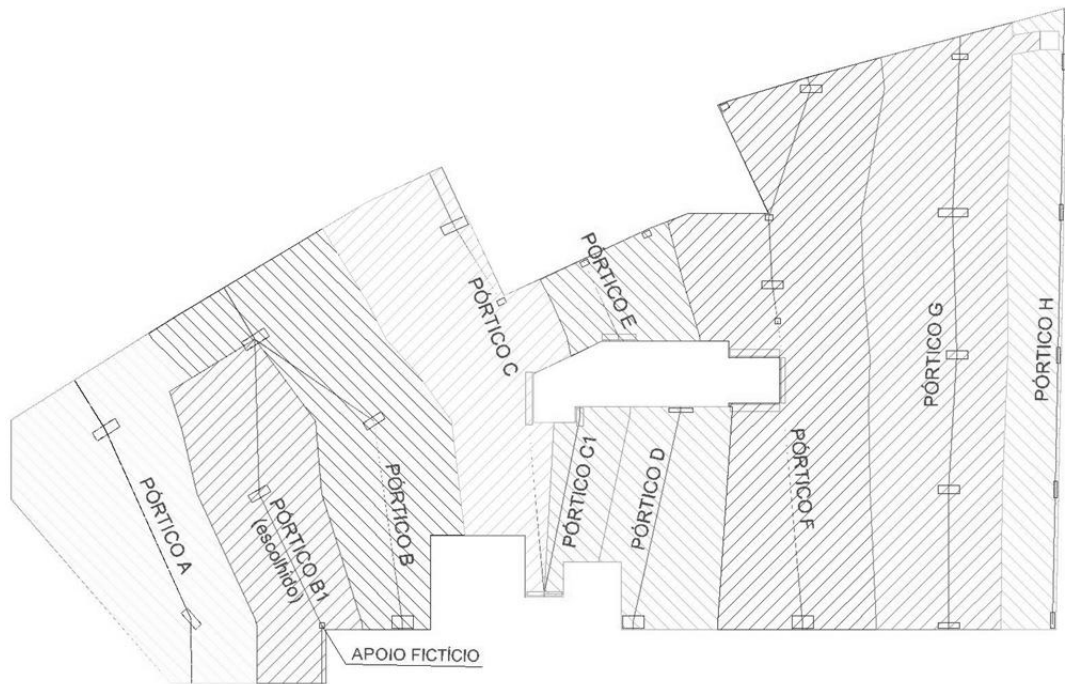 PÓRTICO A
PÓRTICO B1
(escolhido)
PÓRTICO B
PÓRTICO C
PÓRTICO E
PÓRTICO C1
PÓRTICO D
PÓRTICO F
PÓRTICO G
PÓRTICO H
APOIO FICTÍCIO